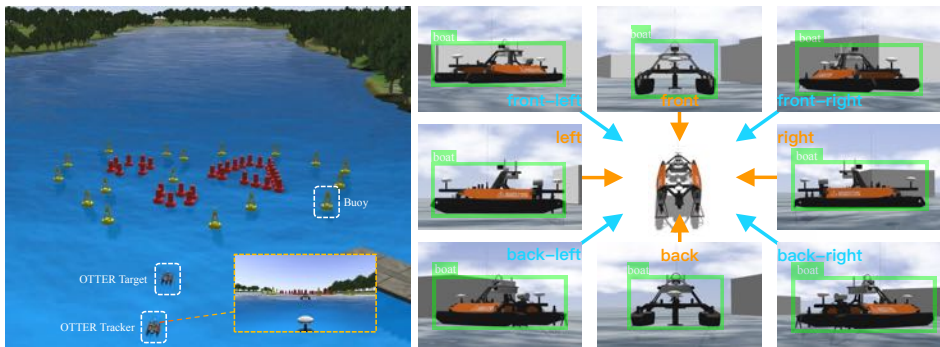 Buoy
OTTER Target
OTTER Tracker
boat
front-left
boat
front
boat
front-right
boat
left
boat
right
boat
back-left
boat
back
boat
back-right